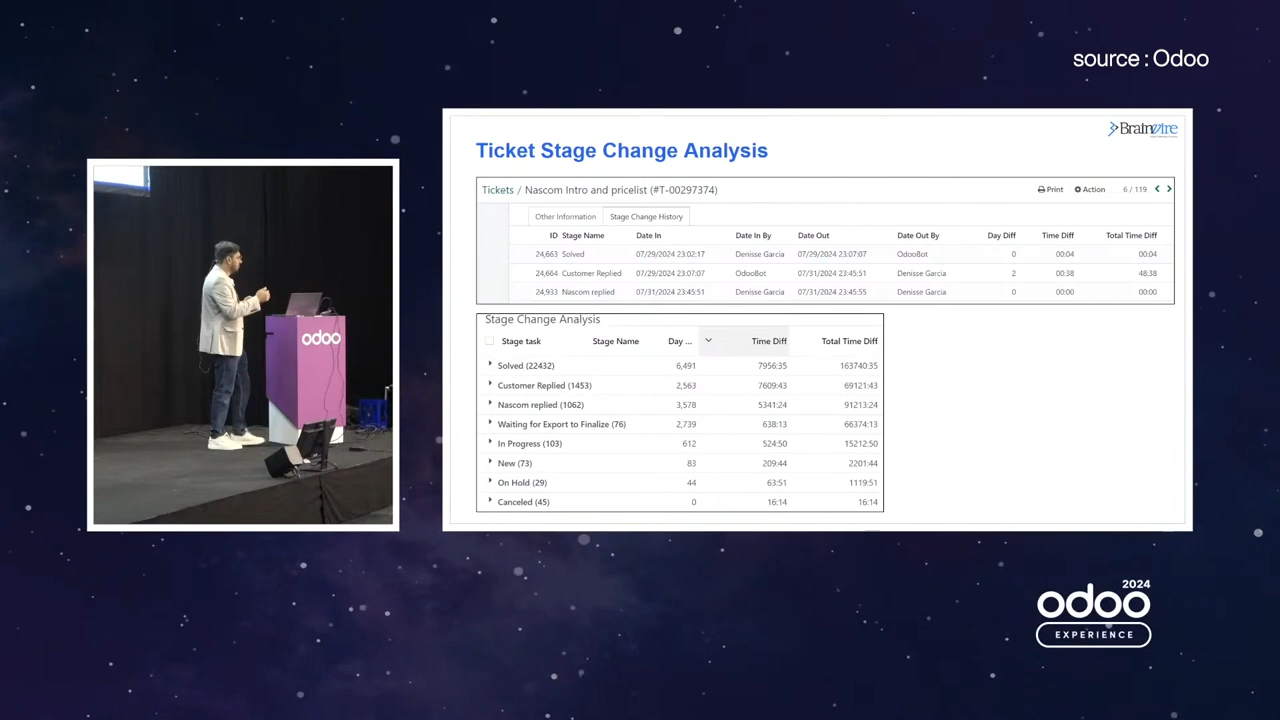 source : Odoo
Brainvire
Ticket Stage Change Analysis
Tickets / Nascom Intro and pricelist (#T-00297374)
Print Action 6 / 119
Other Information Stage Change History
ID Stage Name Date In Date In By Date Out Date Out By Day Diff Time Diff Total Time Diff
24,663 Solved 07/29/2024 23:02:17 Denisse Garcia 07/29/2024 23:07:07 OdooBot 0 00:04 00:04
24,664 Customer Replied 07/29/2024 23:07:07 OdooBot 07/31/2024 23:45:51 Denisse Garcia 2 00:38 48:38
24,933 Nascom replied 07/31/2024 23:45:51 Denisse Garcia 07/31/2024 23:45:55 Denisse Garcia 0 00:00 00:00
Stage Change Analysis
Stage task Stage Name Day ... Time Diff Total Time Diff
Solved (22432) 6,491 7956:35 163740:35
Customer Replied (1453) 2,563 7609:43 69121:43
Nascom replied (1062) 3,578 5341:24 91213:24
Waiting for Export to Finalize (76) 2,739 638:13 66374:13
In Progress (103) 612 524:50 15212:50
New (73) 83 209:44 2201:44
On Hold (29) 44 63:51 1119:51
Canceled (45) 0 16:14 16:14
odoo
2024
odoo
EXPERIENCE